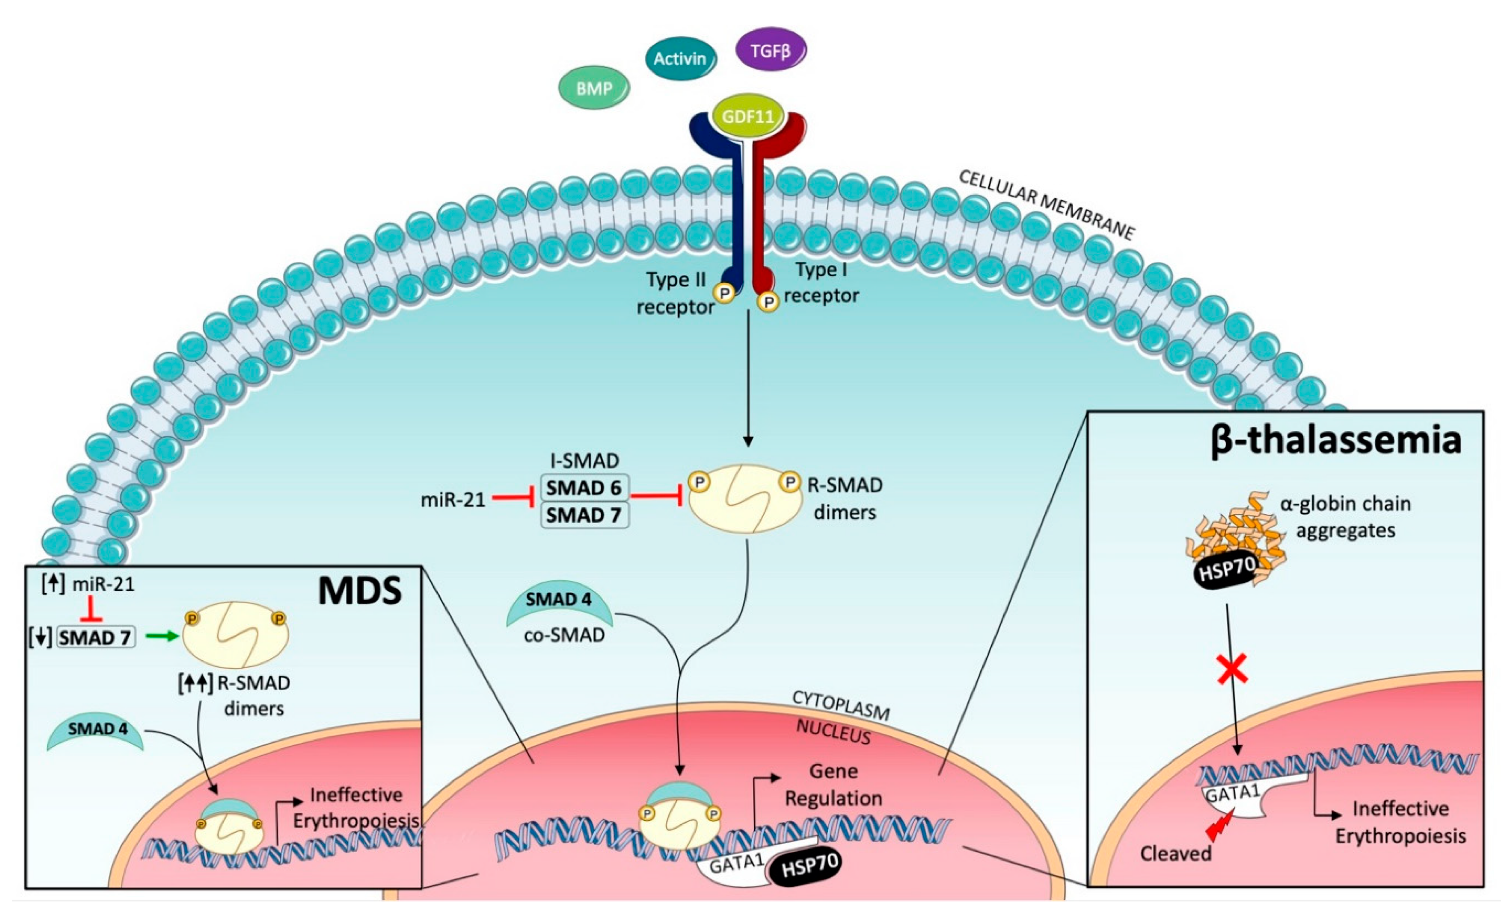 TGFβ
Activin
BMP
GDF11
CELLULAR MEMBRANE
Type II
receptor
Type I
receptor
P
P
I-SMAD
SMAD 6
SMAD 7
miR-21
P
P
R-SMAD
dimers
SMAD 4
co-SMAD
CYTOPLASM
NUCLEUS
Gene
Regulation
P
P
GATA1
HSP70
MDS
[↑] miR-21
[↓] SMAD 7
P
P
[↑↑] R-SMAD
dimers
SMAD 4
P
P
Ineffective
Erythropoiesis
β-thalassemia
α-globin chain
aggregates
HSP70
GATA1
Cleaved
Ineffective
Erythropoiesis